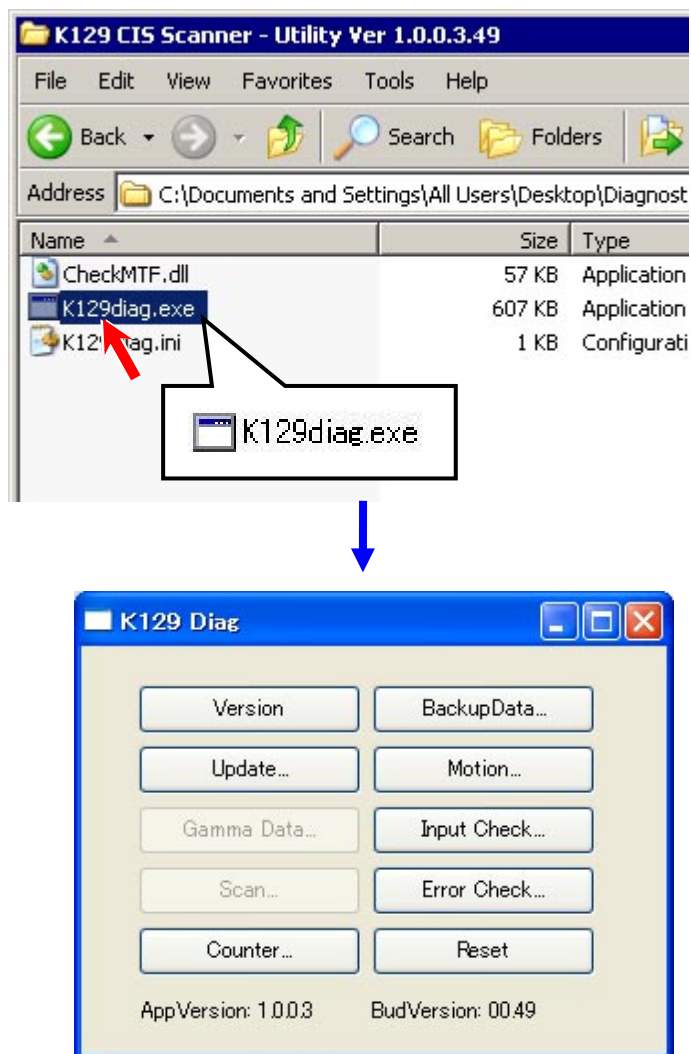 K129 CIS Scanner - Utility Ver 1.0.0.3.49
File Edit View Favorites Tools Help
Back Search Folders
Address C:\Documents and Settings\All Users\Desktop\Diagnost
Name Size Type
CheckMTF.dll 57 KB Application
K129diag.exe 607 KB Application
K129diag.ini 1 KB Configurati
K129diag.exe
K129 Diag
Version BackupData...
Update... Motion...
Gamma Data... Input Check...
Scan... Error Check...
Counter... Reset
AppVersion: 1.0.0.3 BudVersion: 00.49